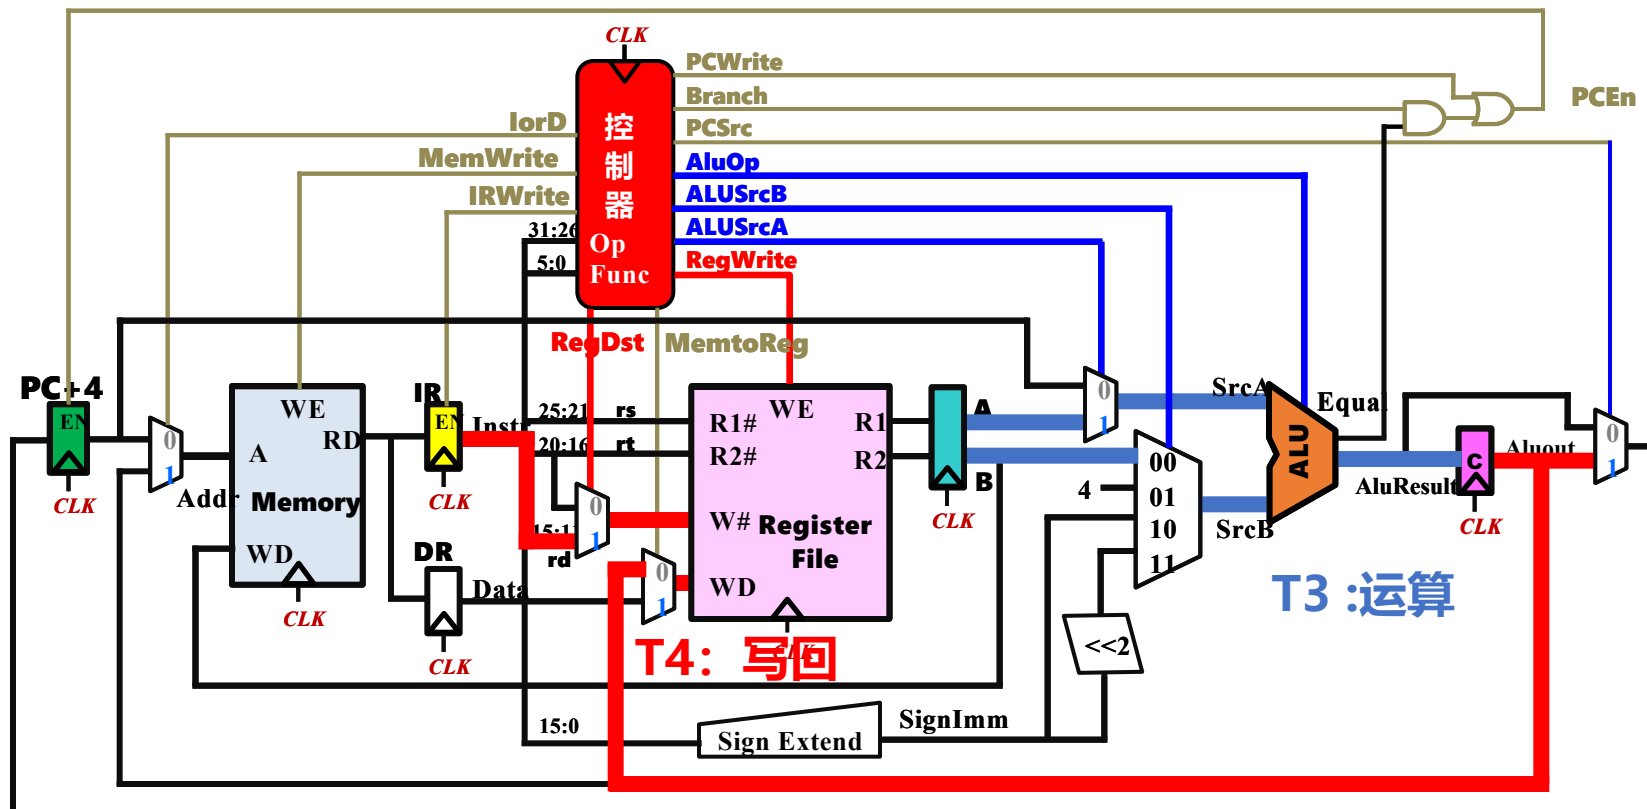 CLK
PCWrite
Branch
PCEn
PCSrc
IorD
控制器
AluOp
MemWrite
ALUSrcB
IRWrite
ALUSrcA
31:26
Op
RegWrite
5:0
Func
RegDst
MemtoReg
PC+4
IR
SrcA
EN
WE
EN
Instr
25:21
rs
R1#
WE
R1
A
0
1
Equal
0
1
A
RD
20:16
rt
R2#
R2
B
00
ALU
Aluout
0
1
C
AluResult
CLK
Addr
Memory
CLK
0
1
15:11
rd
W#
Register
File
CLK
4
01
10
11
SrcB
CLK
WD
DR
Data
0
1
WD
T3 :运算
CLK
CLK
T4：写回
CLK
<<2
15:0
Sign Extend
SignImm